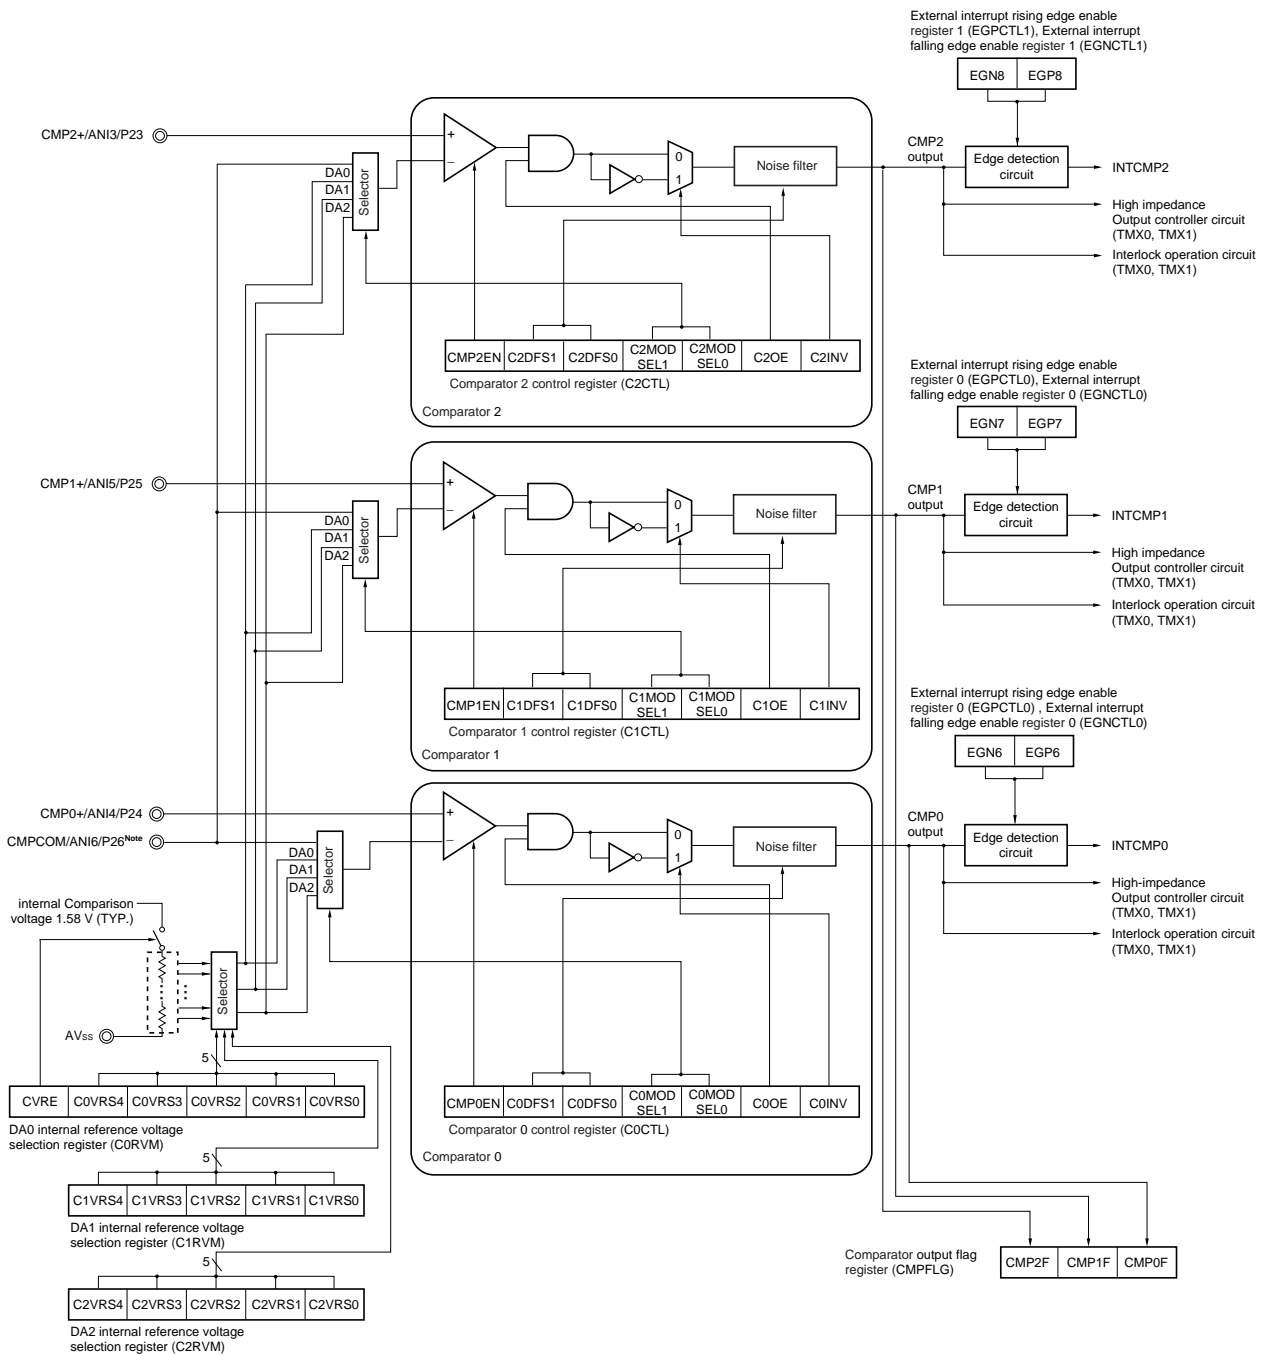 External interrupt rising edge enable
register 1 (EGPCTL1), External interrupt
falling edge enable register 1 (EGNCTL1)
EGN8 EGP8
CMP2+/ANI3/P23
+
−
DA0
DA1
DA2
Selector
0
1
Noise filter
CMP2
output
Edge detection
circuit
INTCMP2
High impedance
Output controller circuit
(TMX0, TMX1)
Interlock operation circuit
(TMX0, TMX1)
CMP2EN C2DFS1 C2DFS0 C2MOD
SEL1 C2MOD
SEL0 C2OE C2INV
Comparator 2 control register (C2CTL)
Comparator 2
External interrupt rising edge enable
register 0 (EGPCTL0), External interrupt
falling edge enable register 0 (EGNCTL0)
EGN7 EGP7
CMP1+/ANI5/P25
+
−
DA0
DA1
DA2
Selector
0
1
Noise filter
CMP1
output
Edge detection
circuit
INTCMP1
High impedance
Output controller circuit
(TMX0, TMX1)
Interlock operation circuit
(TMX0, TMX1)
CMP1EN C1DFS1 C1DFS0 C1MOD
SEL1 C1MOD
SEL0 C1OE C1INV
Comparator 1 control register (C1CTL)
Comparator 1
External interrupt rising edge enable
register 0 (EGPCTL0) , External interrupt
falling edge enable register 0 (EGNCTL0)
EGN6 EGP6
CMP0+/ANI4/P24
CMPCOM/ANI6/P26Note
+
−
DA0
DA1
DA2
Selector
0
1
Noise filter
CMP0
output
Edge detection
circuit
INTCMP0
High-impedance
Output controller circuit
(TMX0, TMX1)
Interlock operation circuit
(TMX0, TMX1)
internal Comparison
voltage 1.58 V (TYP.)
Selector
AVSS
5
CVRE C0VRS4 C0VRS3 C0VRS2 C0VRS1 C0VRS0
DA0 internal reference voltage
selection register (C0RVM)
CMP0EN C0DFS1 C0DFS0 C0MOD
SEL1 C0MOD
SEL0 C0OE C0INV
Comparator 0 control register (C0CTL)
Comparator 0
5
C1VRS4 C1VRS3 C1VRS2 C1VRS1 C1VRS0
DA1 internal reference voltage
selection register (C1RVM)
5
C2VRS4 C2VRS3 C2VRS2 C2VRS1 C2VRS0
DA2 internal reference voltage
selection register (C2RVM)
Comparator output flag
register (CMPFLG)
CMP2F CMP1F CMP0F